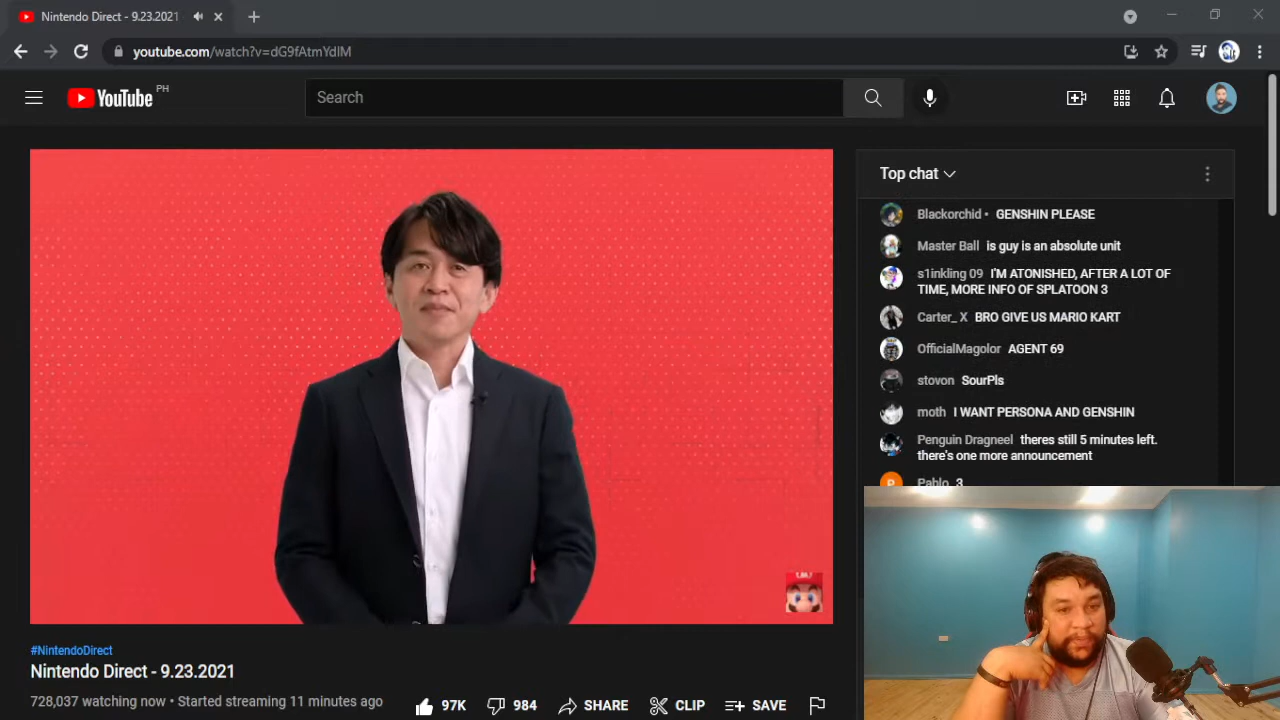 Nintendo Direct - 9.23.2021
youtube.com/watch?v=dG9fAtmYdlM
YouTube PH
Search
Top chat
Blackorchid • GENSHIN PLEASE
Master Ball is guy is an absolute unit
s1inkling 09 I'M ATONISHED, AFTER A LOT OF
TIME, MORE INFO OF SPLATOON 3
Carter_ X BRO GIVE US MARIO KART
OfficialMagolor AGENT 69
stovon SourPls
moth I WANT PERSONA AND GENSHIN
Penguin Dragneel theres still 5 minutes left.
there's one more announcement
P Pablo 3
#NintendoDirect
Nintendo Direct - 9.23.2021
728,037 watching now • Started streaming 11 minutes ago
97K 984 SHARE CLIP SAVE